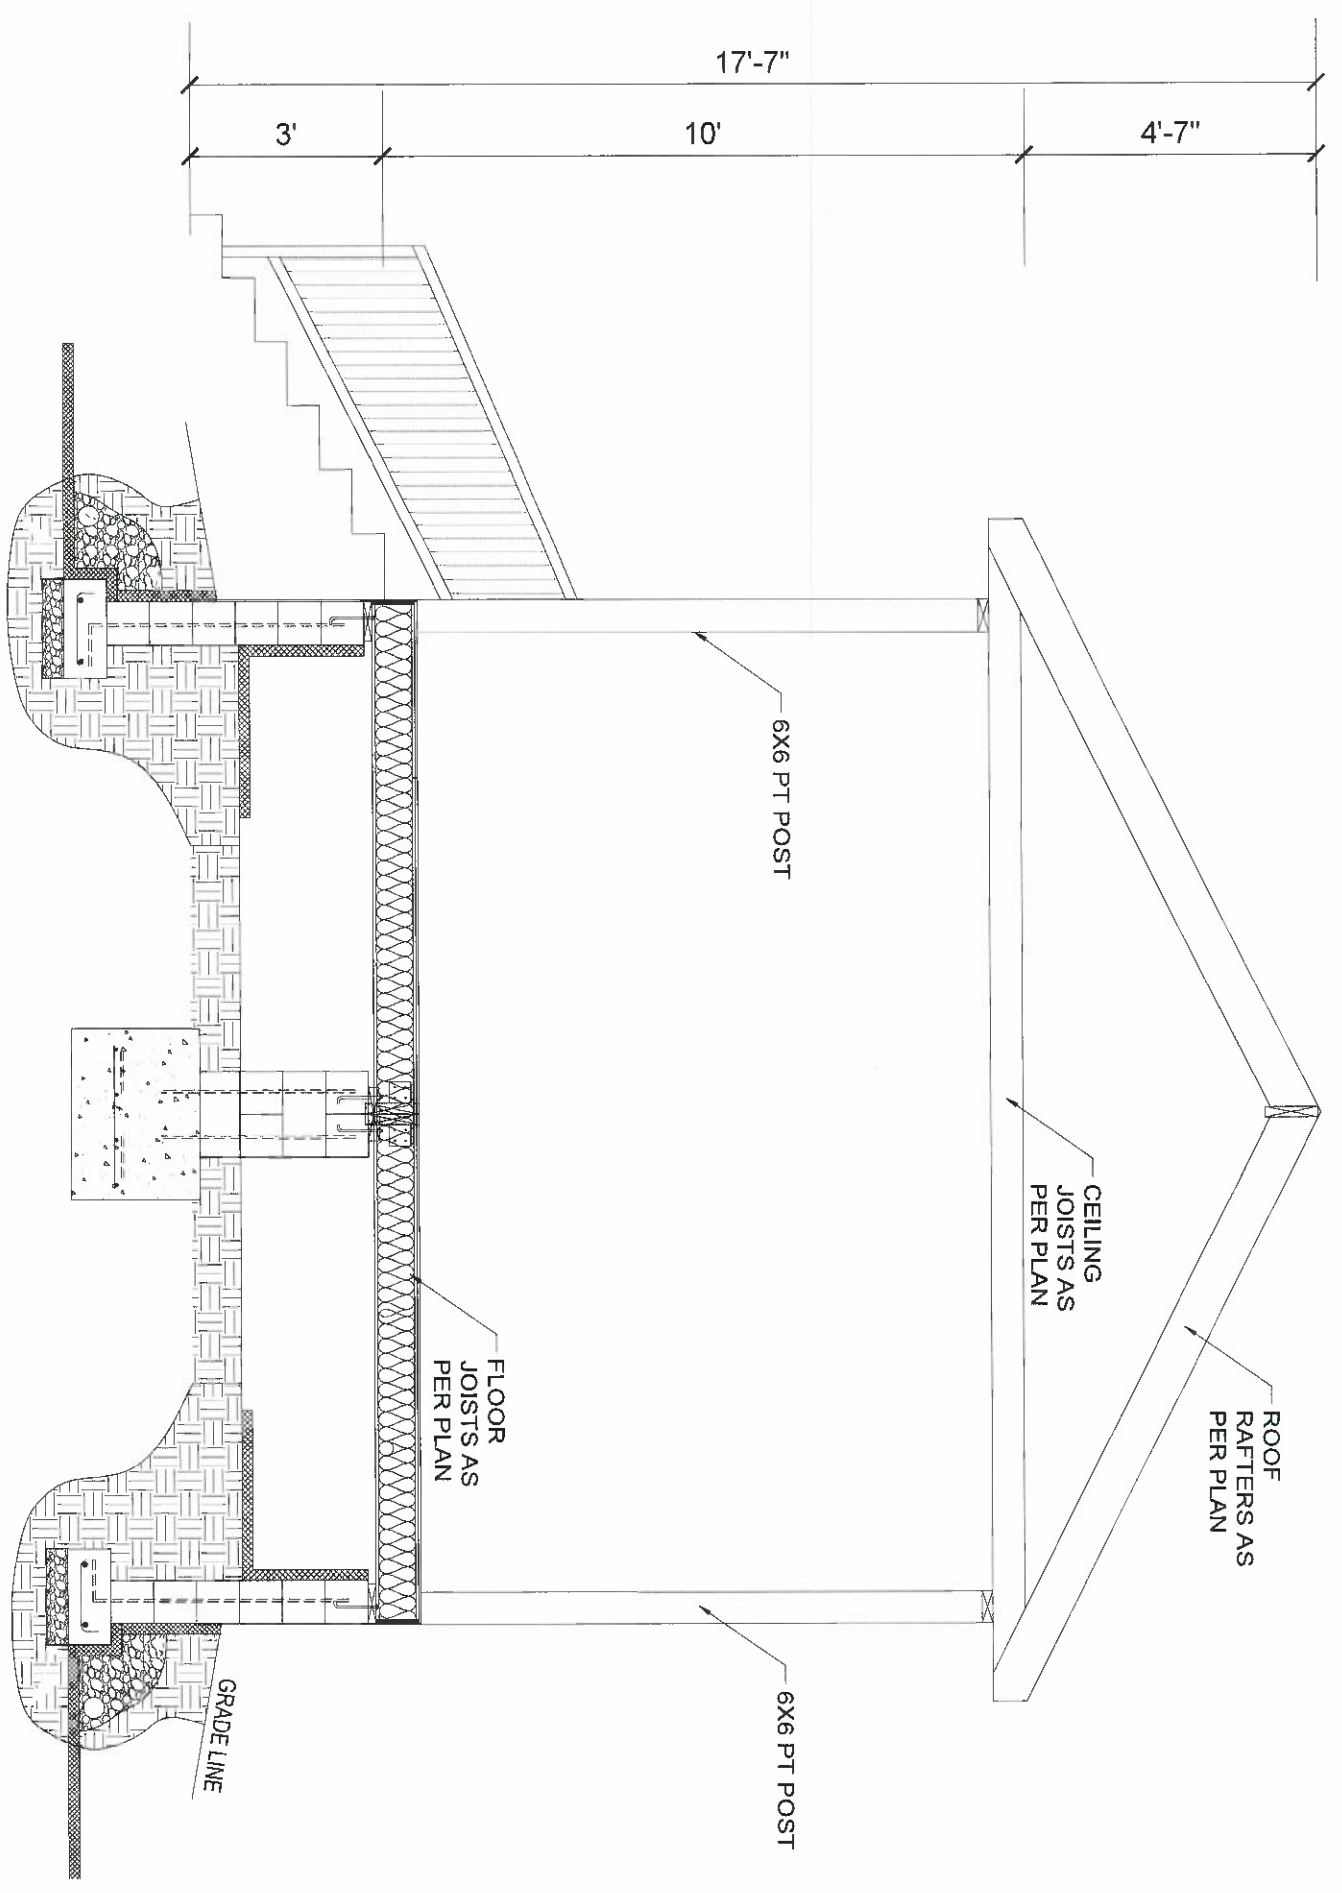 17'-7"
3'
10'
4'-7"
6X6 PT POST
CEILING
JOISTS AS
PER PLAN
ROOF
RAFTERS AS
PER PLAN
FLOOR
JOISTS AS
PER PLAN
6X6 PT POST
GRADE LINE